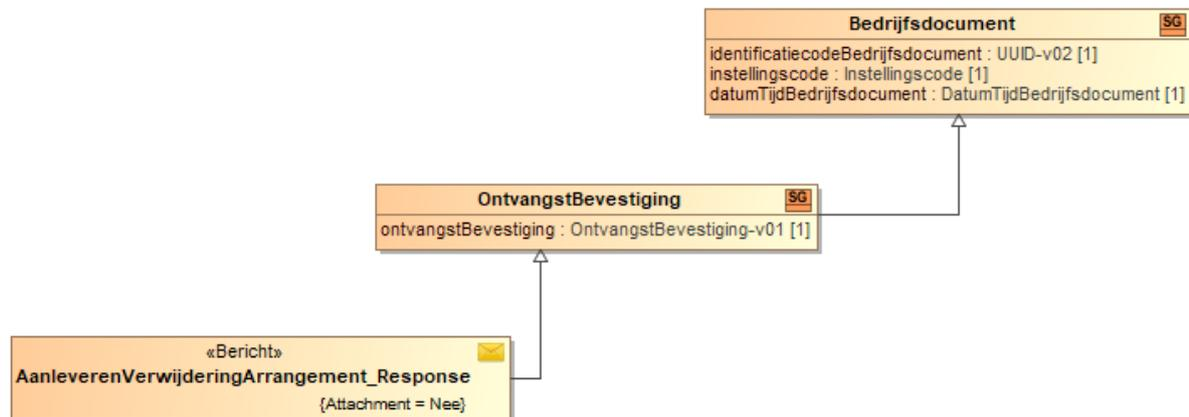 Bedrijfsdocument SG
identificatiecodeBedrijfsdocument : UUID-v02 [1]
instellingscode : Instellingscode [1]
datumTijdBedrijfsdocument : DatumTijdBedrijfsdocument [1]
OntvangstBevestiging SG
ontvangstBevestiging : OntvangstBevestiging-v01 [1]
«Bericht»
AanleverenVerwijderingArrangement_Response
{Attachment = Nee}